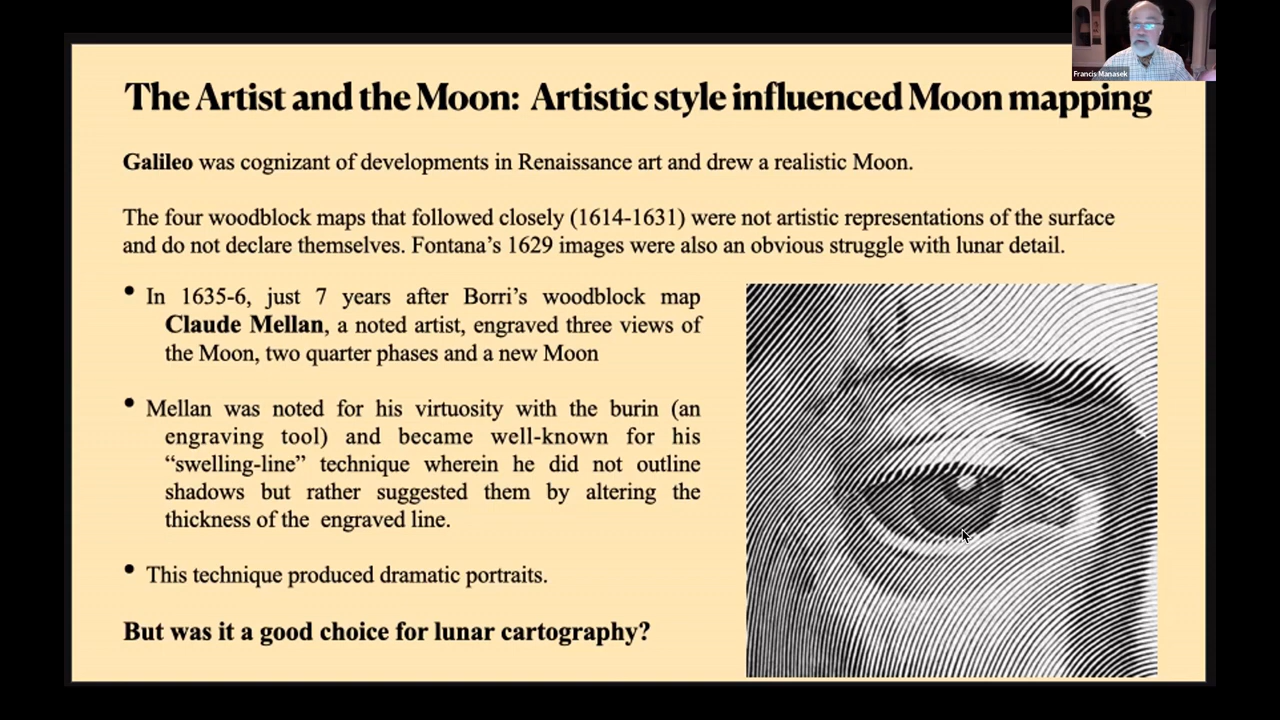 Francis Manasek
The Artist and the Moon: Artistic style influenced Moon mapping
Galileo was cognizant of developments in Renaissance art and drew a realistic Moon.
The four woodblock maps that followed closely (1614-1631) were not artistic representations of the surface
and do not declare themselves. Fontana’s 1629 images were also an obvious struggle with lunar detail.
• In 1635-6, just 7 years after Borri’s woodblock map
Claude Mellan, a noted artist, engraved three views of
the Moon, two quarter phases and a new Moon
• Mellan was noted for his virtuosity with the burin (an
engraving tool) and became well-known for his
“swelling-line” technique wherein he did not outline
shadows but rather suggested them by altering the
thickness of the engraved line.
• This technique produced dramatic portraits.
But was it a good choice for lunar cartography?